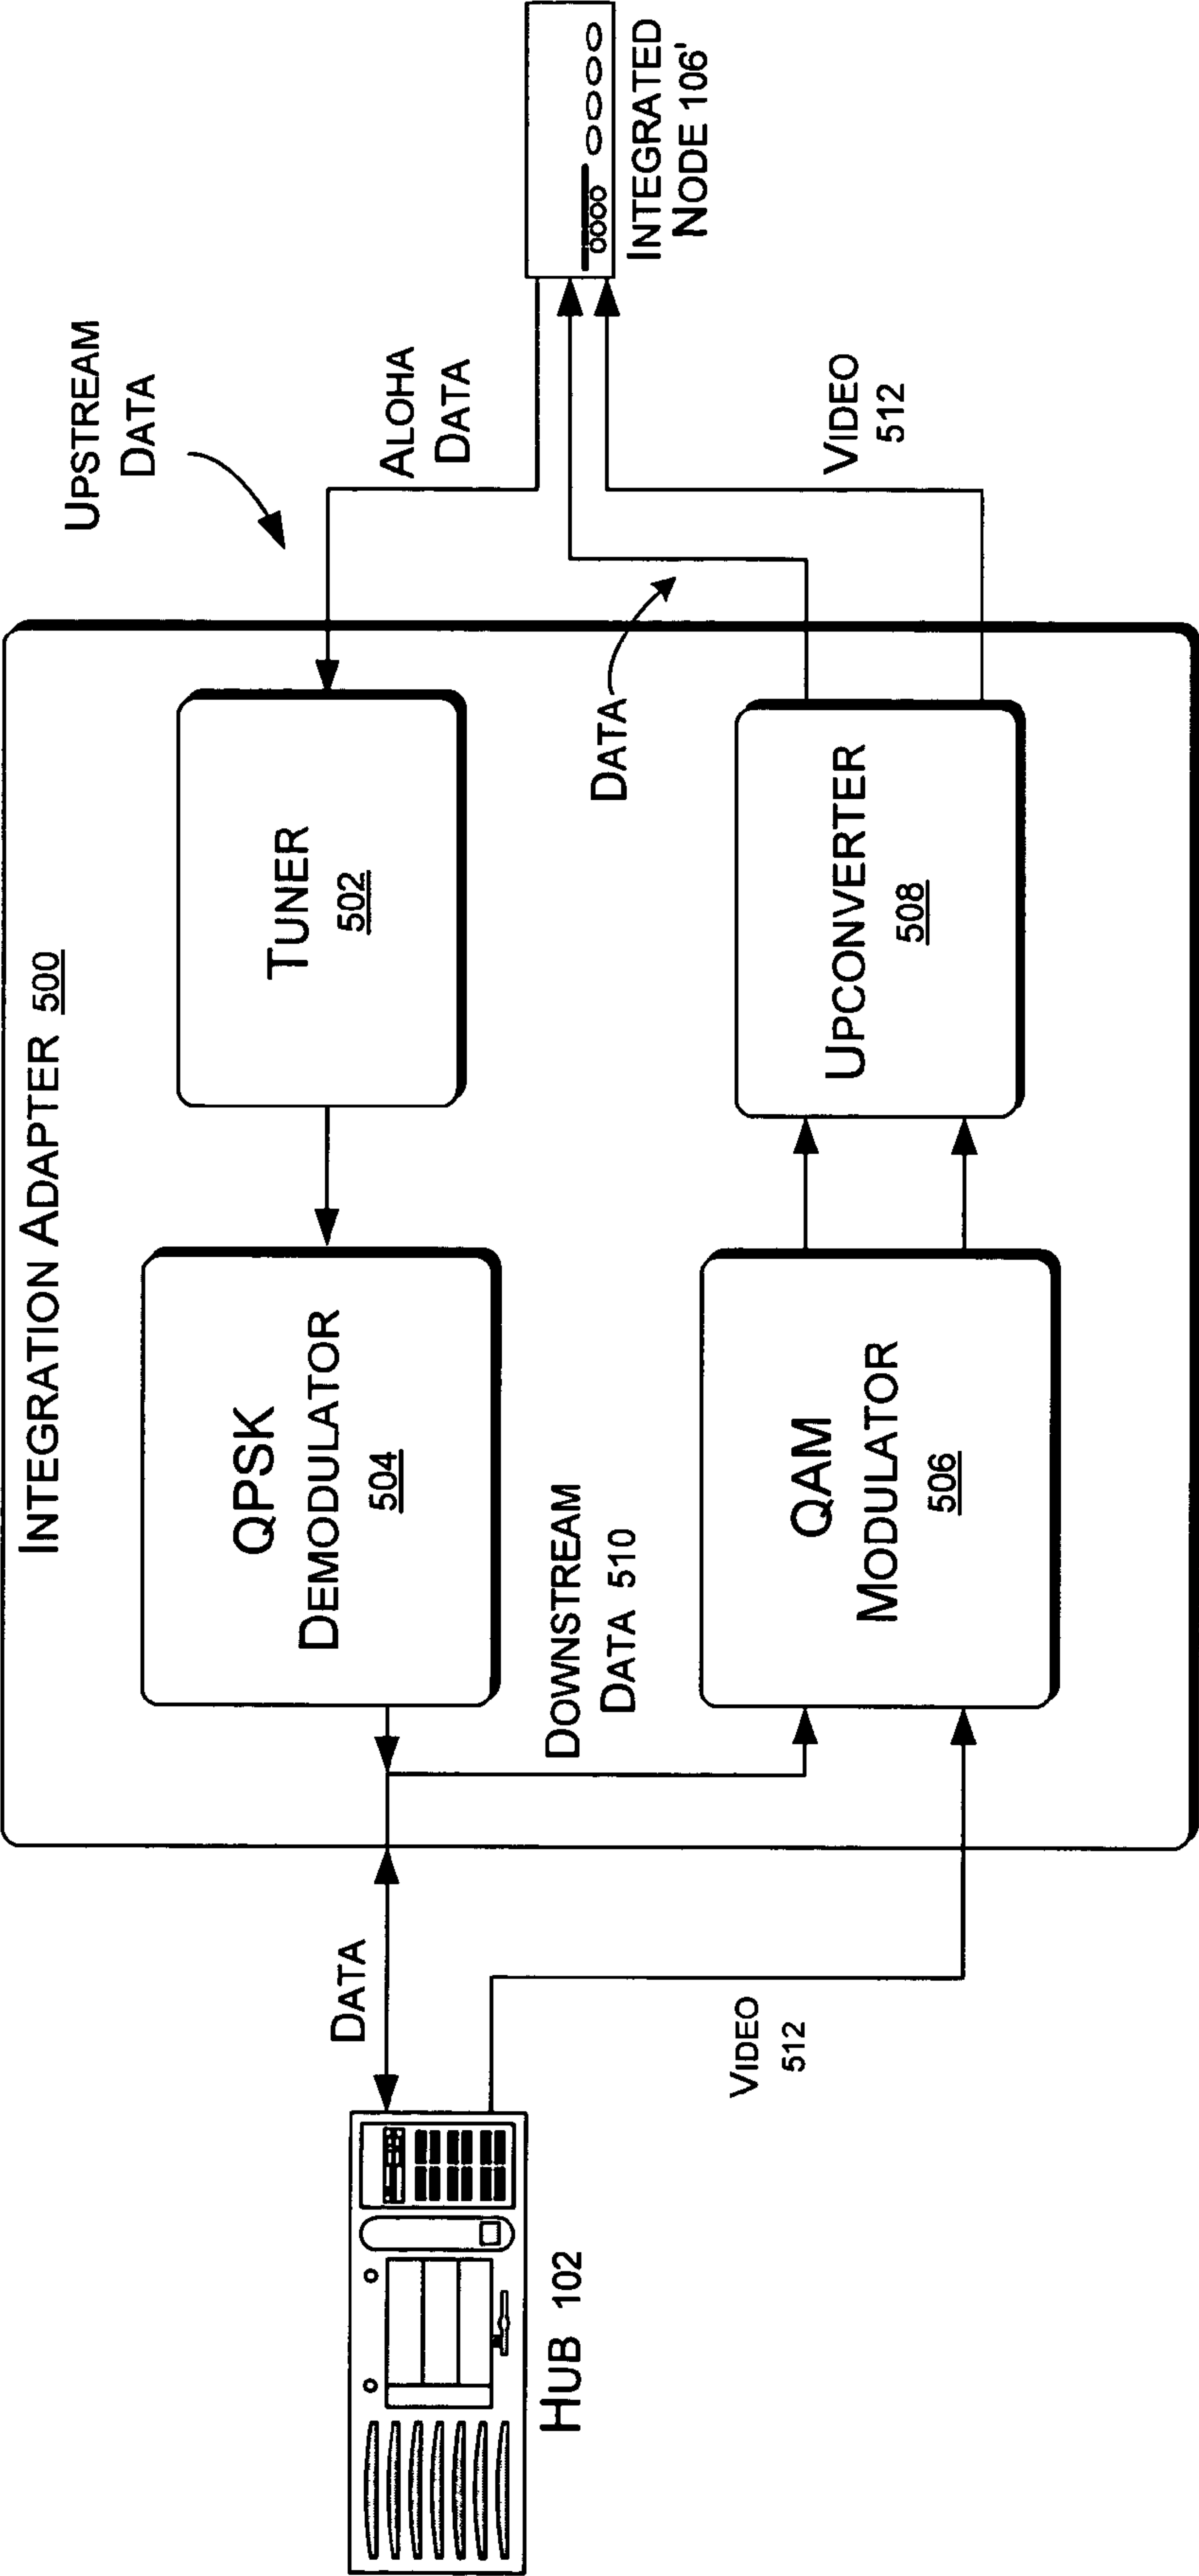 INTEGRATION ADAPTER 500
UPSTREAM
DATA
QPSK
DEMODULATOR
504
TUNER
502
ALOHA
DATA
DATA
DOWNSTREAM
DATA 510
DATA
INTEGRATED
NODE 106'
HUB 102
QAM
MODULATOR
506
UPCONVERTER
508
VIDEO
512
VIDEO
512